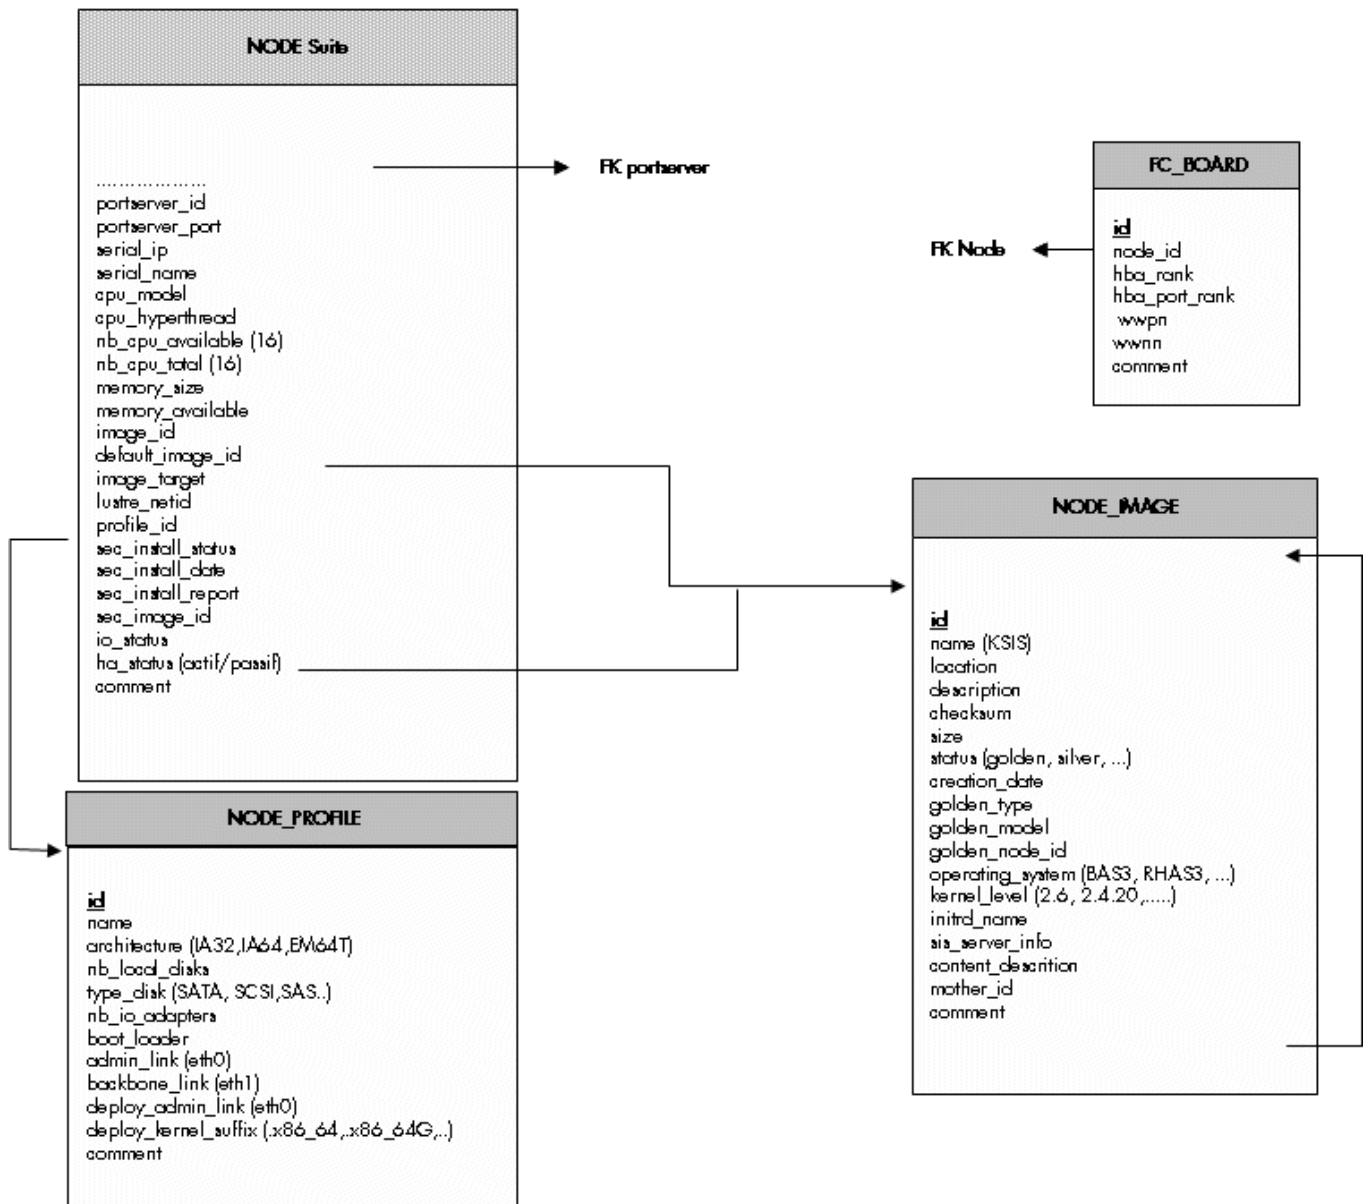 NODE Suite
..................
portserver_id
portserver_port
serial_ip
serial_name
cpu_model
cpu_hyperthread
nb_cpu_available (16)
nb_cpu_total (16)
memory_size
memory_available
image_id
default_image_id
image_target
lustre_netid
profile_id
sec_install_status
sec_install_date
sec_install_report
sec_image_id
io_status
ha_status (actif/passif)
comment
FK portserver
FC_BOARD
id
node_id
hba_rank
hba_port_rank
wwpn
wwnn
comment
FK Node
NODE_IMAGE
id
name (KSIS)
location
description
checksum
size
status (golden, silver, ...)
creation_date
golden_type
golden_model
golden_node_id
operating_system (BAS3, RHAS3, ...)
kernel_level (2.6, 2.4.20,.....)
initrd_name
sis_server_info
content_descrition
mother_id
comment
NODE_PROFILE
id
name
architecture (IA32,IA64,EM64T)
nb_local_disks
type_disk (SATA, SCSI,SAS..)
nb_io_adapters
boot_loader
admin_link (eth0)
backbone_link (eth1)
deploy_admin_link (eth0)
deploy_kernel_suffix (.x86_64,.x86_64G,..)
comment